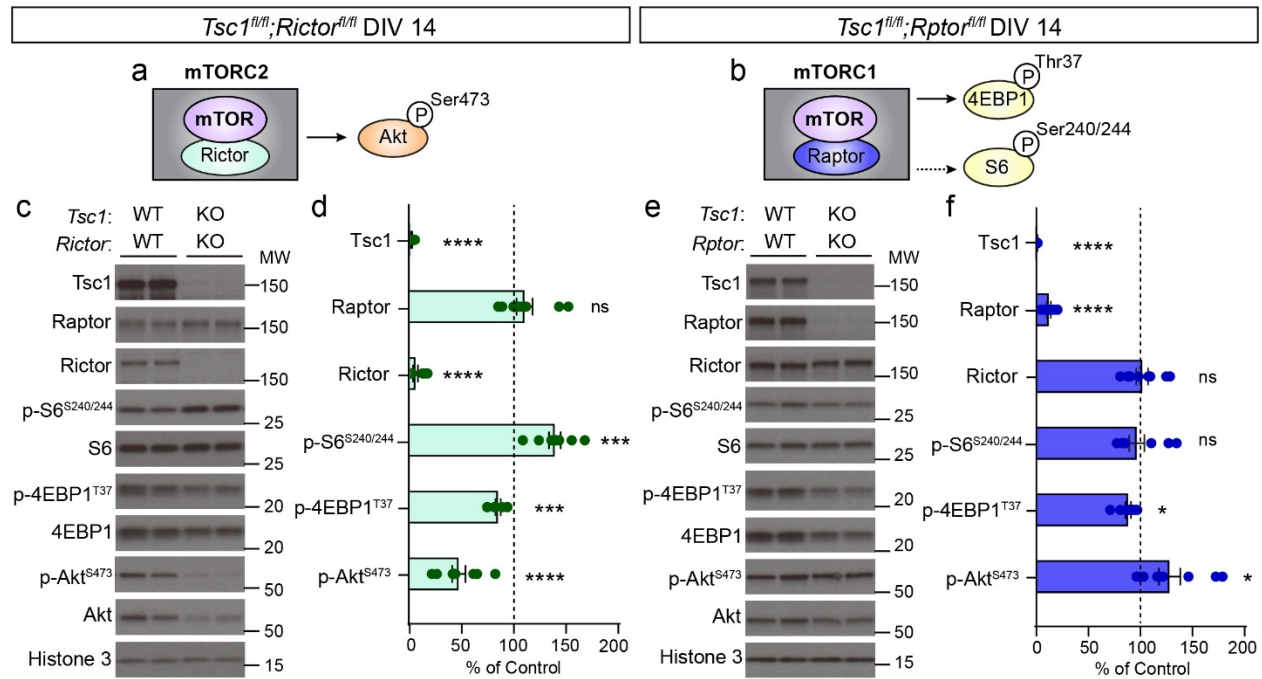 Tsc1fl/fl;Rictorfl/fl DIV 14
Tsc1fl/fl;Rptorfl/fl DIV 14
a
mTORC2
mTOR
Rictor
Akt
P
Ser473
b
mTORC1
mTOR
Raptor
P
Thr37
4EBP1
P
Ser240/244
S6
c
Tsc1: WT KO
Rictor: WT KO
MW
Tsc1 150
Raptor 150
Rictor 150
p-S6S240/244 25
S6 25
p-4EBP1T37 20
4EBP1 20
p-AktS473 50
Akt 50
Histone 3 15
d
Tsc1 ****
Raptor ns
Rictor ****
p-S6S240/244 ***
p-4EBP1T37 ***
p-AktS473 ****
0 50 100 150 200
% of Control
e
Tsc1: WT KO
Rptor: WT KO
MW
Tsc1 150
Raptor 150
Rictor 150
p-S6S240/244 25
S6 25
p-4EBP1T37 20
4EBP1 20
p-AktS473 50
Akt 50
Histone 3 15
f
Tsc1 ****
Raptor ****
Rictor ns
p-S6S240/244 ns
p-4EBP1T37 *
p-AktS473 *
0 50 100 150 200
% of Control